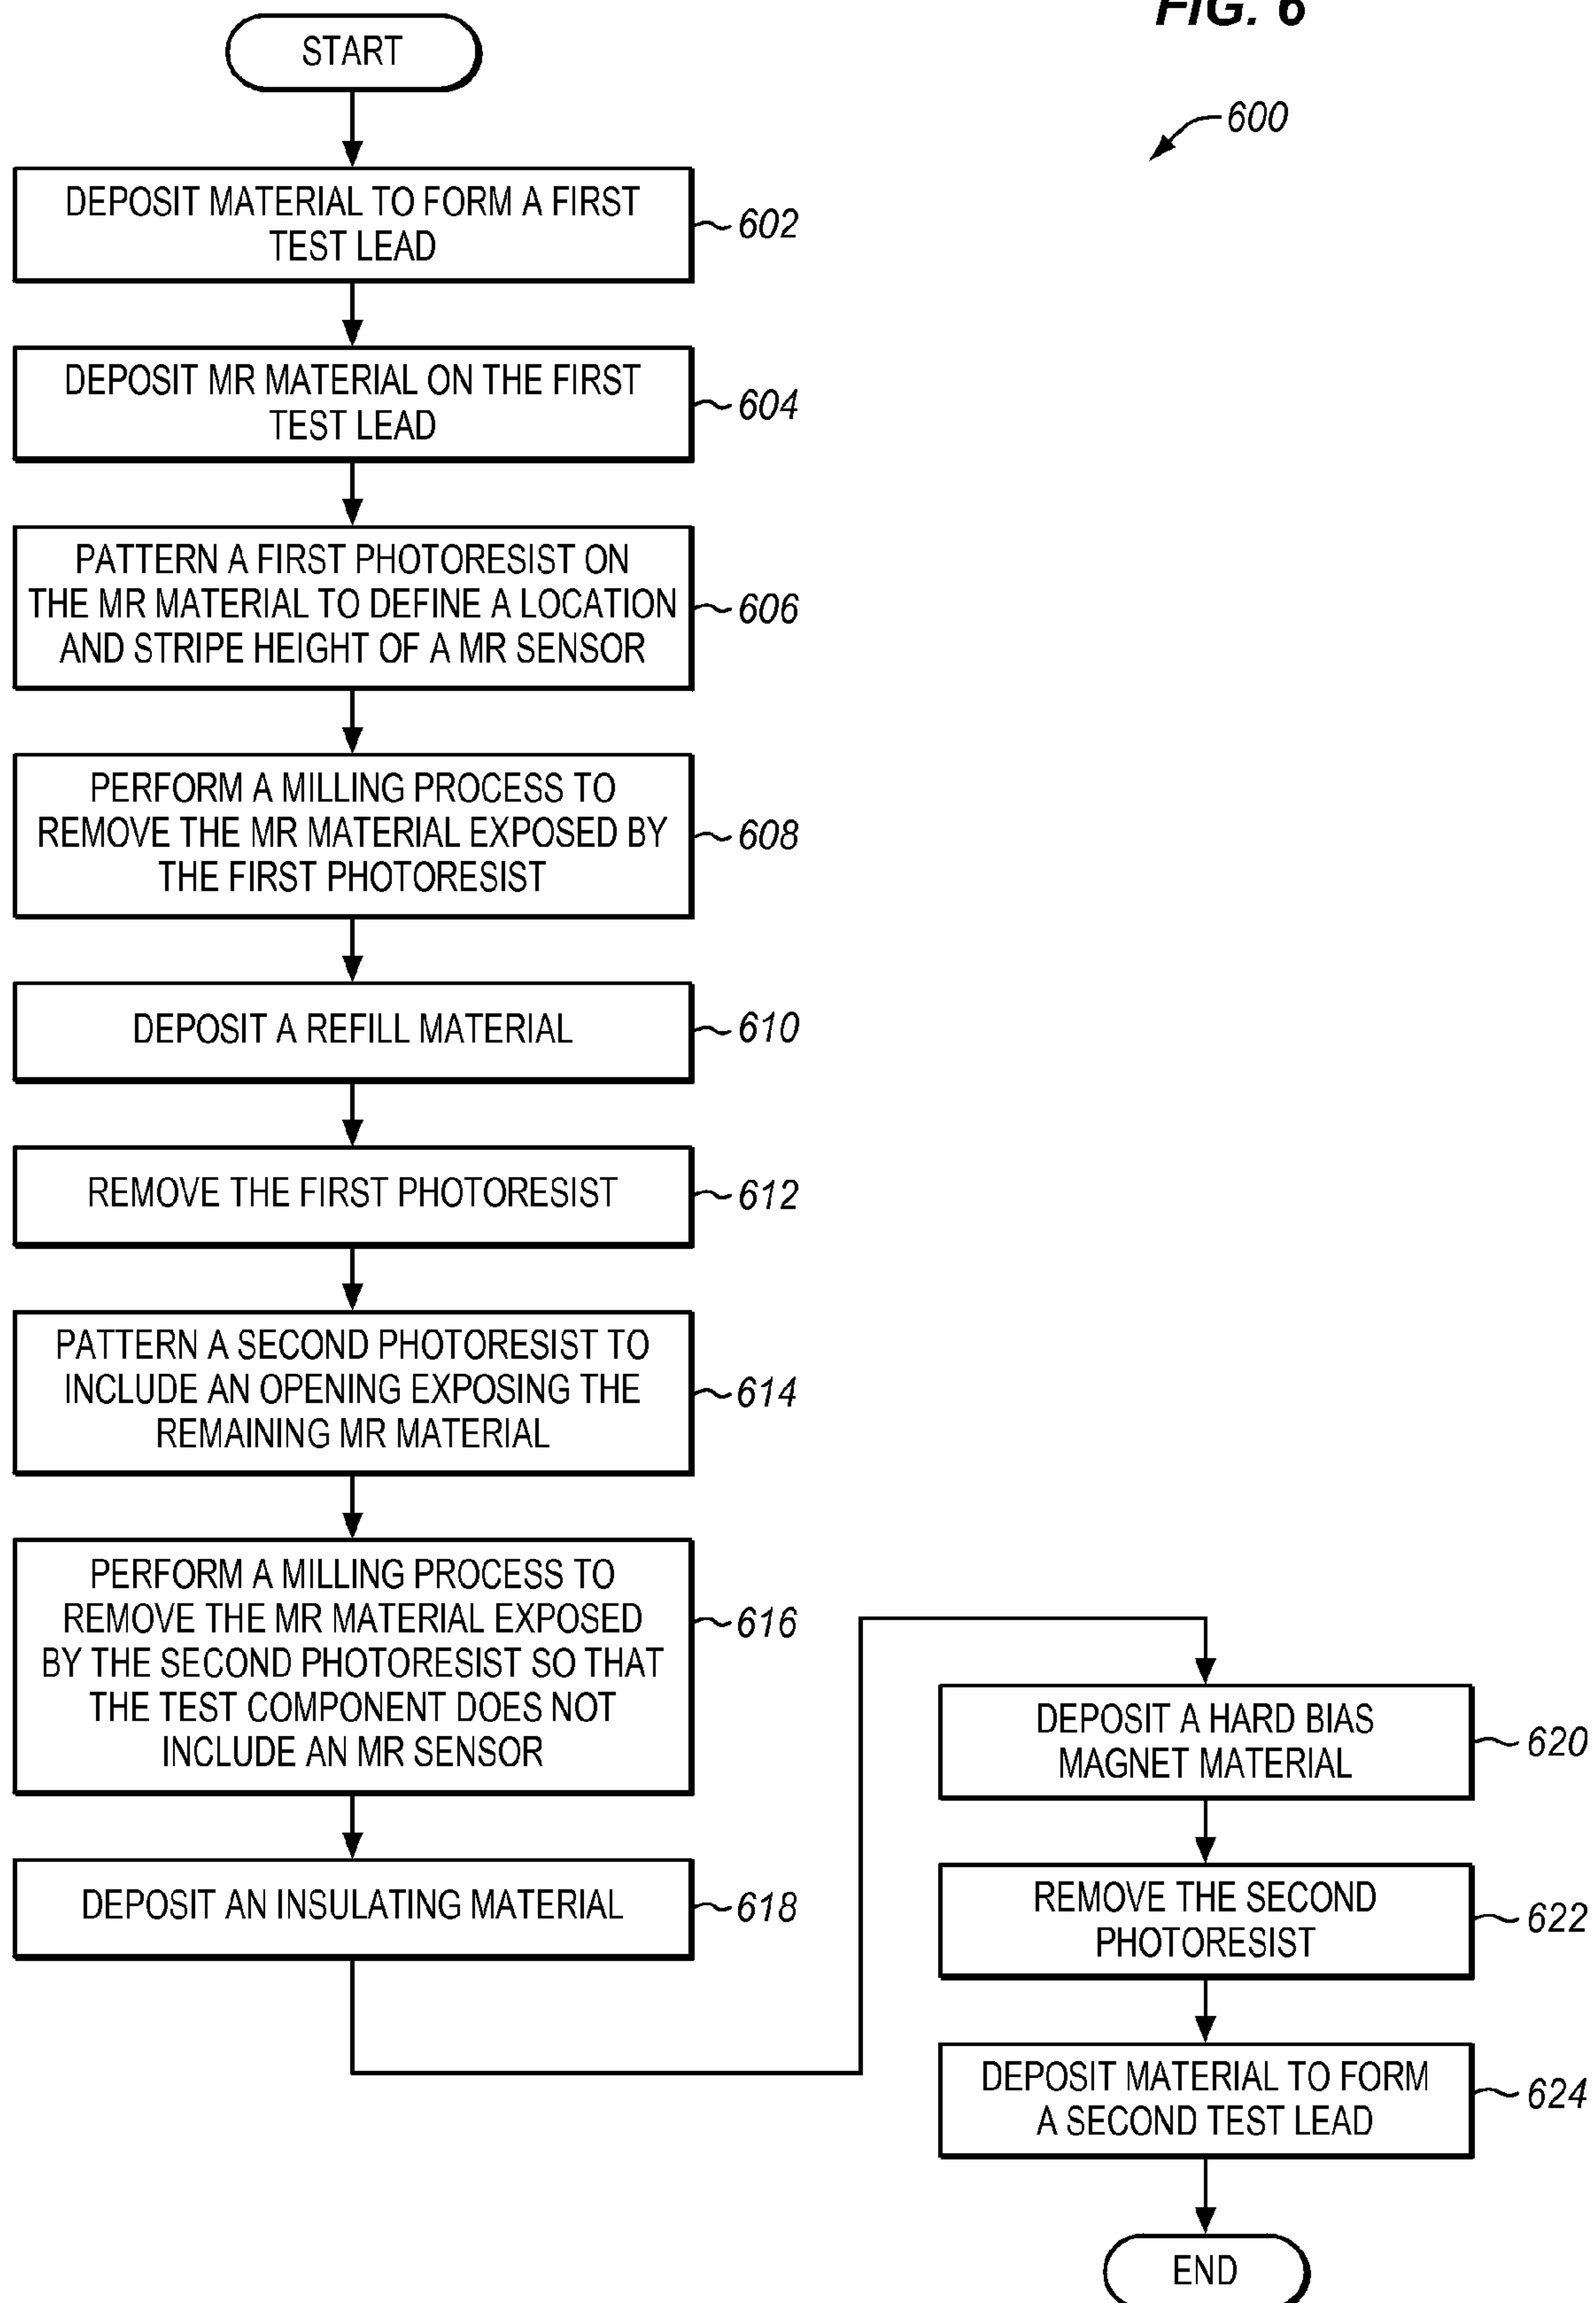 FIG. 6
600
START
DEPOSIT MATERIAL TO FORM A FIRST
TEST LEAD
602
DEPOSIT MR MATERIAL ON THE FIRST
TEST LEAD
604
PATTERN A FIRST PHOTORESIST ON
THE MR MATERIAL TO DEFINE A LOCATION
AND STRIPE HEIGHT OF A MR SENSOR
606
PERFORM A MILLING PROCESS TO
REMOVE THE MR MATERIAL EXPOSED BY
THE FIRST PHOTORESIST
608
DEPOSIT A REFILL MATERIAL
610
REMOVE THE FIRST PHOTORESIST
612
PATTERN A SECOND PHOTORESIST TO
INCLUDE AN OPENING EXPOSING THE
REMAINING MR MATERIAL
614
PERFORM A MILLING PROCESS TO
REMOVE THE MR MATERIAL EXPOSED
BY THE SECOND PHOTORESIST SO THAT
THE TEST COMPONENT DOES NOT
INCLUDE AN MR SENSOR
616
DEPOSIT AN INSULATING MATERIAL
618
DEPOSIT A HARD BIAS
MAGNET MATERIAL
620
REMOVE THE SECOND
PHOTORESIST
622
DEPOSIT MATERIAL TO FORM
A SECOND TEST LEAD
624
END